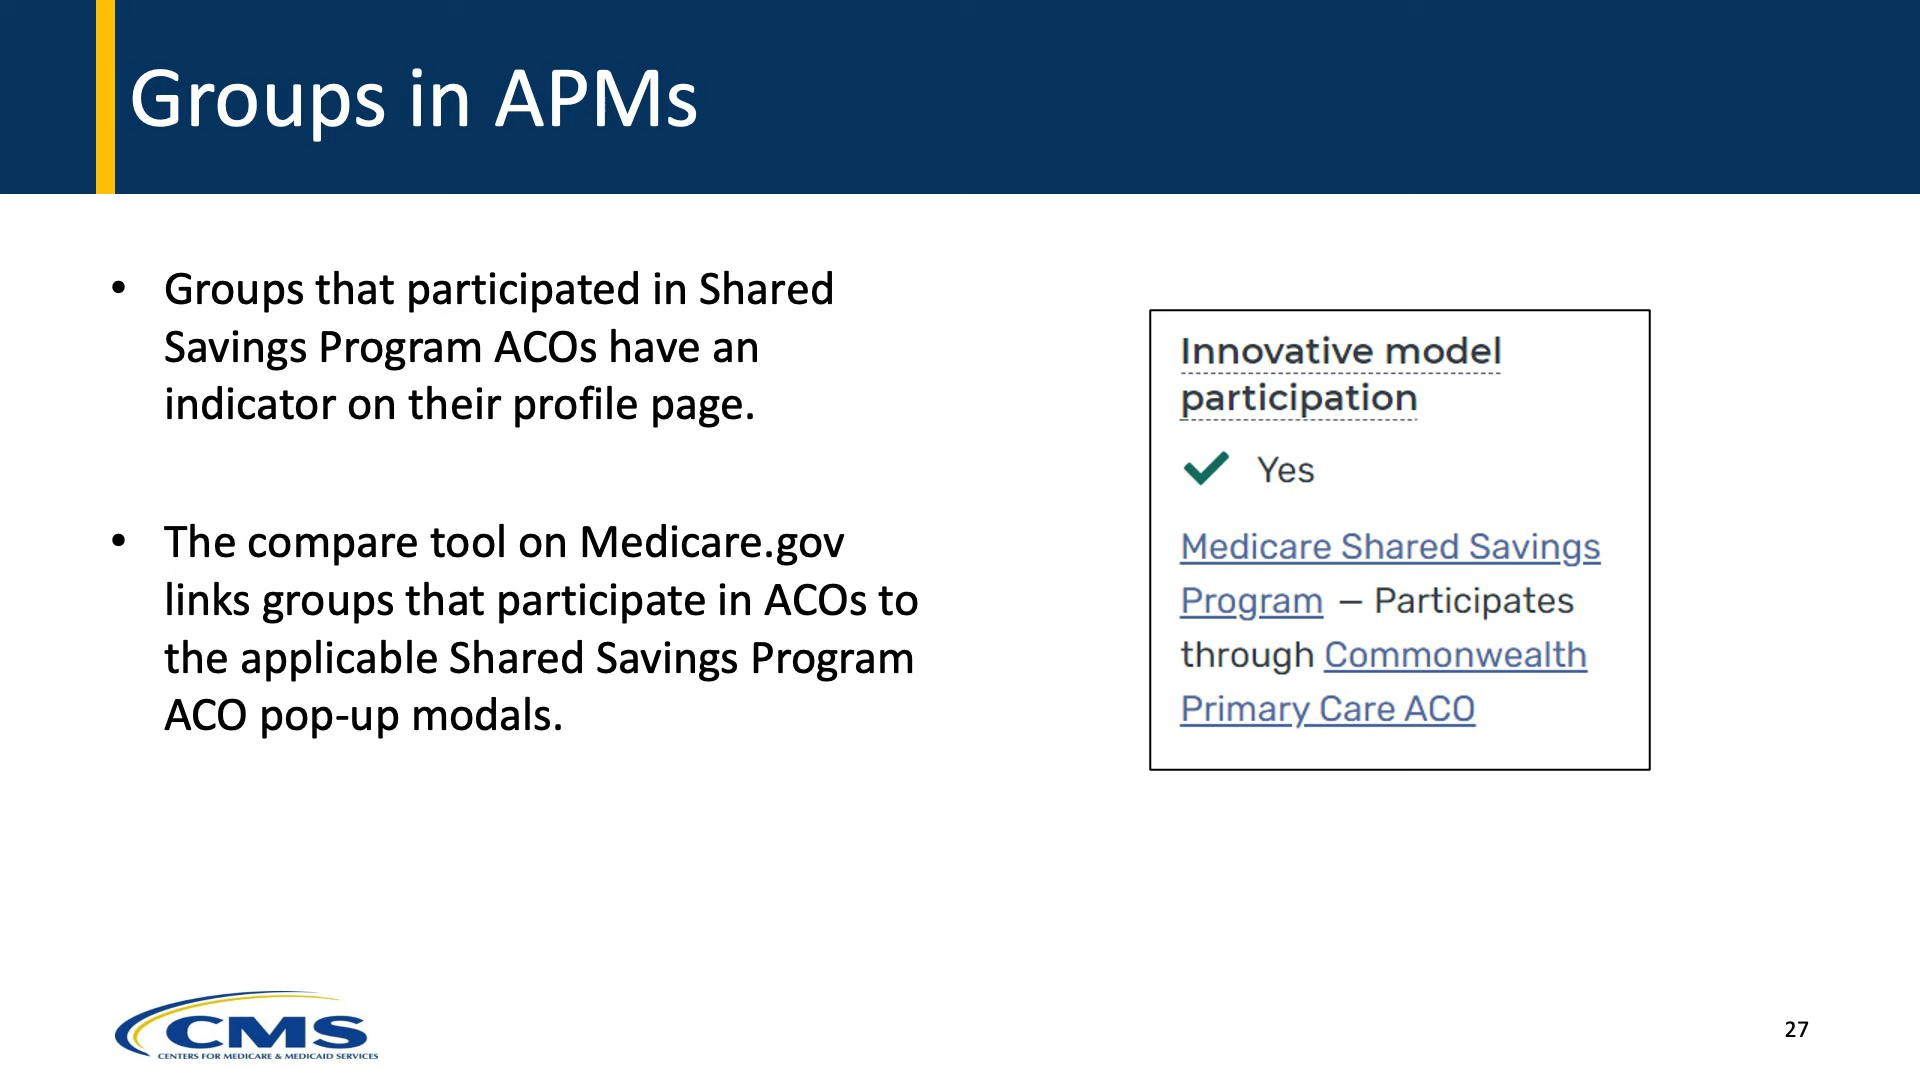 Groups in APMs
• Groups that participated in Shared
Savings Program ACOs have an
indicator on their profile page.
• The compare tool on Medicare.gov
links groups that participate in ACOs to
the applicable Shared Savings Program
ACO pop-up modals.
Innovative model
participation
Yes
Medicare Shared Savings
Program – Participates
through Commonwealth
Primary Care ACO
CMS
CENTERS FOR MEDICARE & MEDICAID SERVICES
27